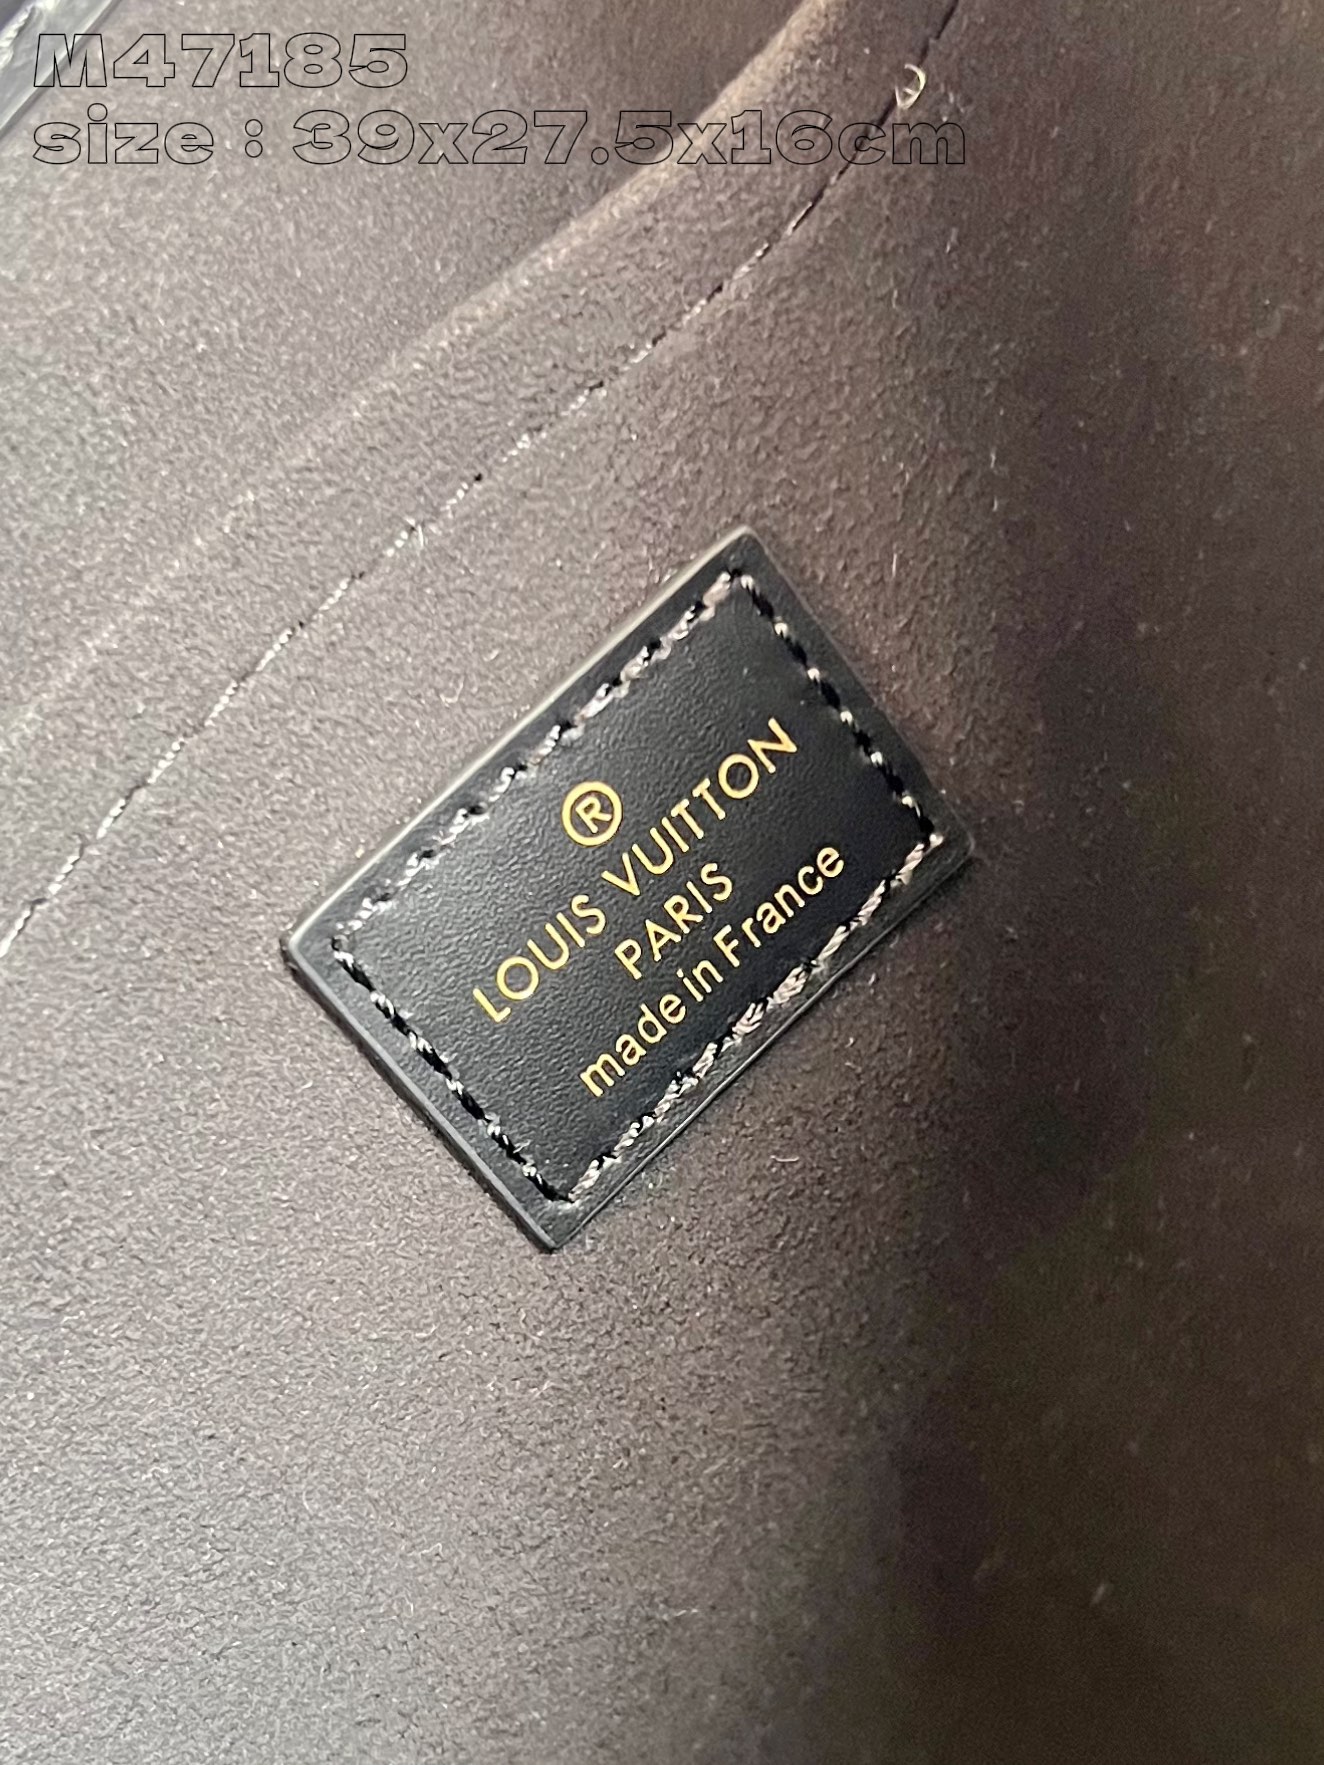 M47185
size : 39x27.5x16cm
®
LOUIS VUITTON
PARIS
made in France